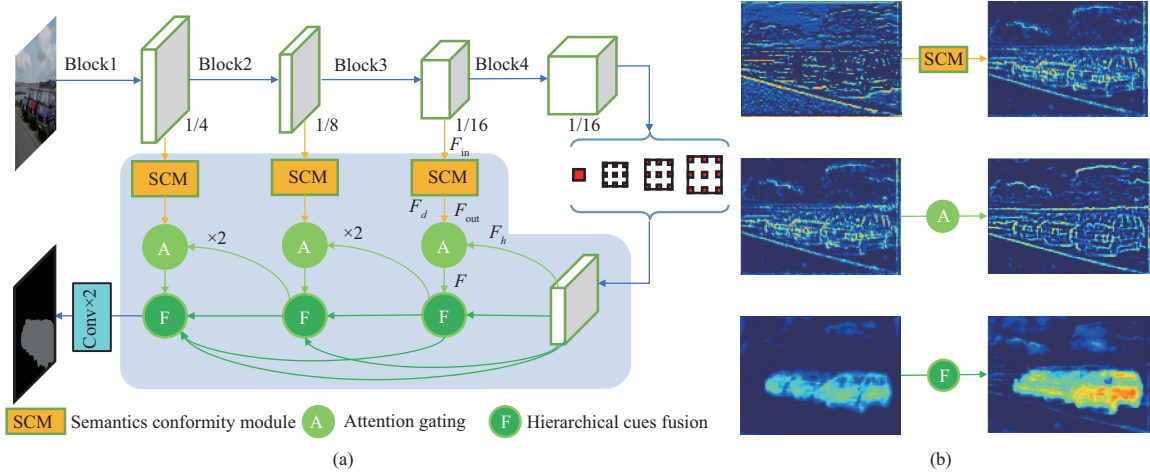 Block1
Block2
Block3
Block4
1/4
1/8
1/16
1/16
F_in
SCM
SCM
SCM
F_d
F_out
×2
×2
F_h
A
A
A
F
F
F
F
Conv×2
SCM
Semantics conformity module
A
Attention gating
F
Hierarchical cues fusion
(a)
SCM
A
F
(b)